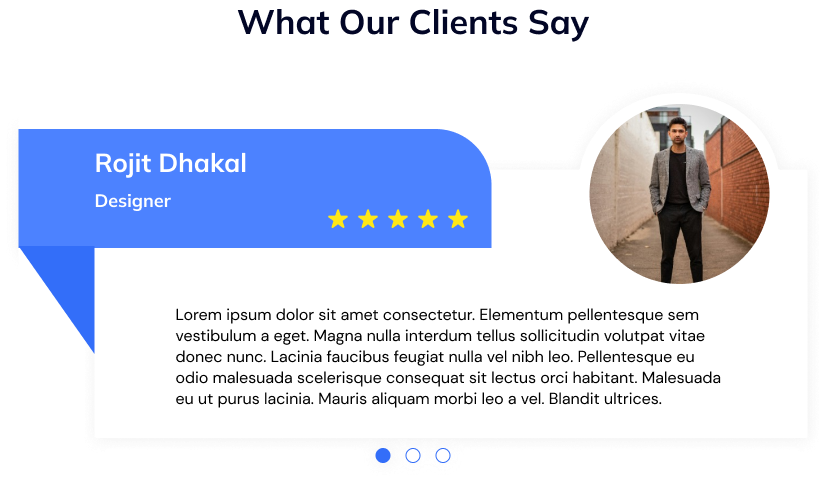 What Our Clients Say
Rojit Dhakal
Designer
Lorem ipsum dolor sit amet consectetur. Elementum pellentesque sem
vestibulum a eget. Magna nulla interdum tellus sollicitudin volutpat vitae
donec nunc. Lacinia faucibus feugiat nulla vel nibh leo. Pellentesque eu
odio malesuada scelerisque consequat sit lectus orci habitant. Malesuada
eu ut purus lacinia. Mauris aliquam morbi leo a vel. Blandit ultrices.